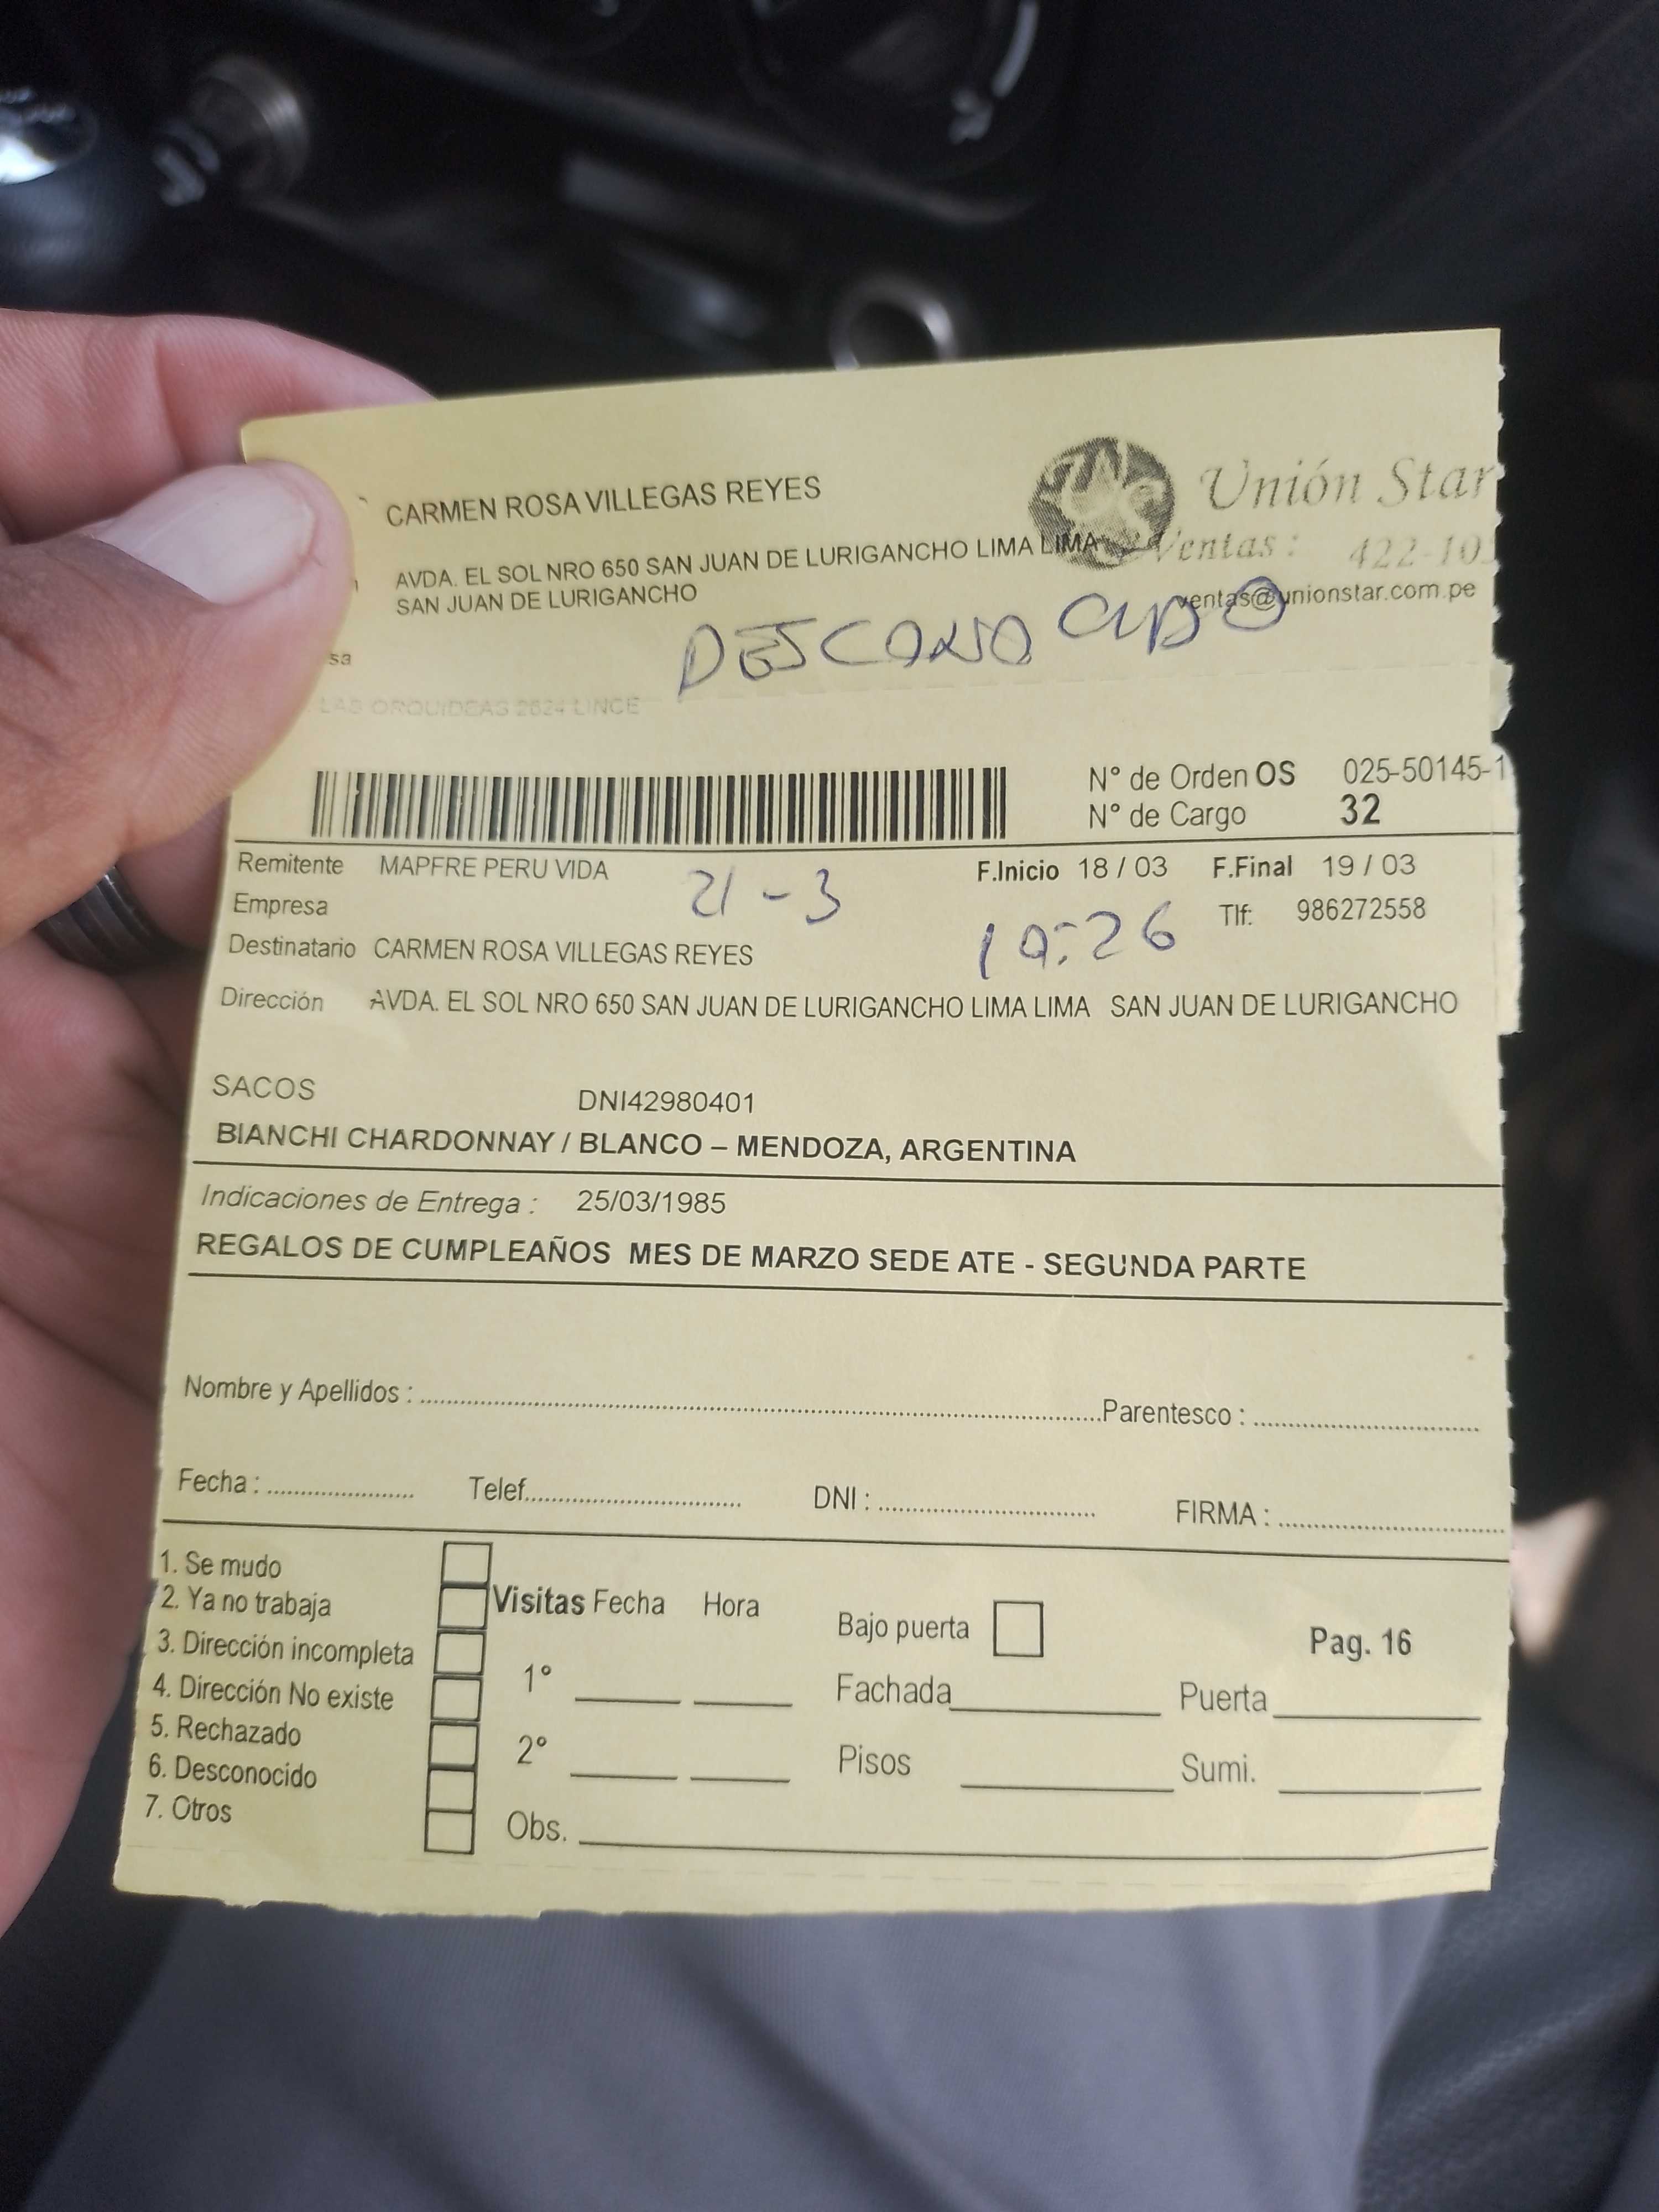 CARMEN ROSA VILLEGAS REYES
Unión Star
AVDA. EL SOL NRO 650 SAN JUAN DE LURIGANCHO LIMA LIMA
Ventas : 422-10
SAN JUAN DE LURIGANCHO
ventas@unionstar.com.pe
DESCONOCIDO
sa
LAS ORQUIDEAS 2624 LINCE
N° de Orden OS 025-50145-1
N° de Cargo 32
Remitente MAPFRE PERU VIDA
21-3
F.Inicio 18 / 03 F.Final 19 / 03
Empresa
:26
Tlf: 986272558
Destinatario CARMEN ROSA VILLEGAS REYES
Dirección AVDA. EL SOL NRO 650 SAN JUAN DE LURIGANCHO LIMA LIMA SAN JUAN DE LURIGANCHO
SACOS DNI42980401
BIANCHI CHARDONNAY / BLANCO – MENDOZA, ARGENTINA
Indicaciones de Entrega : 25/03/1985
REGALOS DE CUMPLEAÑOS MES DE MARZO SEDE ATE - SEGUNDA PARTE
Nombre y Apellidos : Parentesco :
Fecha : Telef. DNI : FIRMA :
1. Se mudo
2. Ya no trabaja
3. Dirección incompleta
4. Dirección No existe
5. Rechazado
6. Desconocido
7. Otros
Visitas Fecha Hora
1°
2°
Obs.
Bajo puerta
Pag. 16
Fachada Puerta
Pisos Sumi.